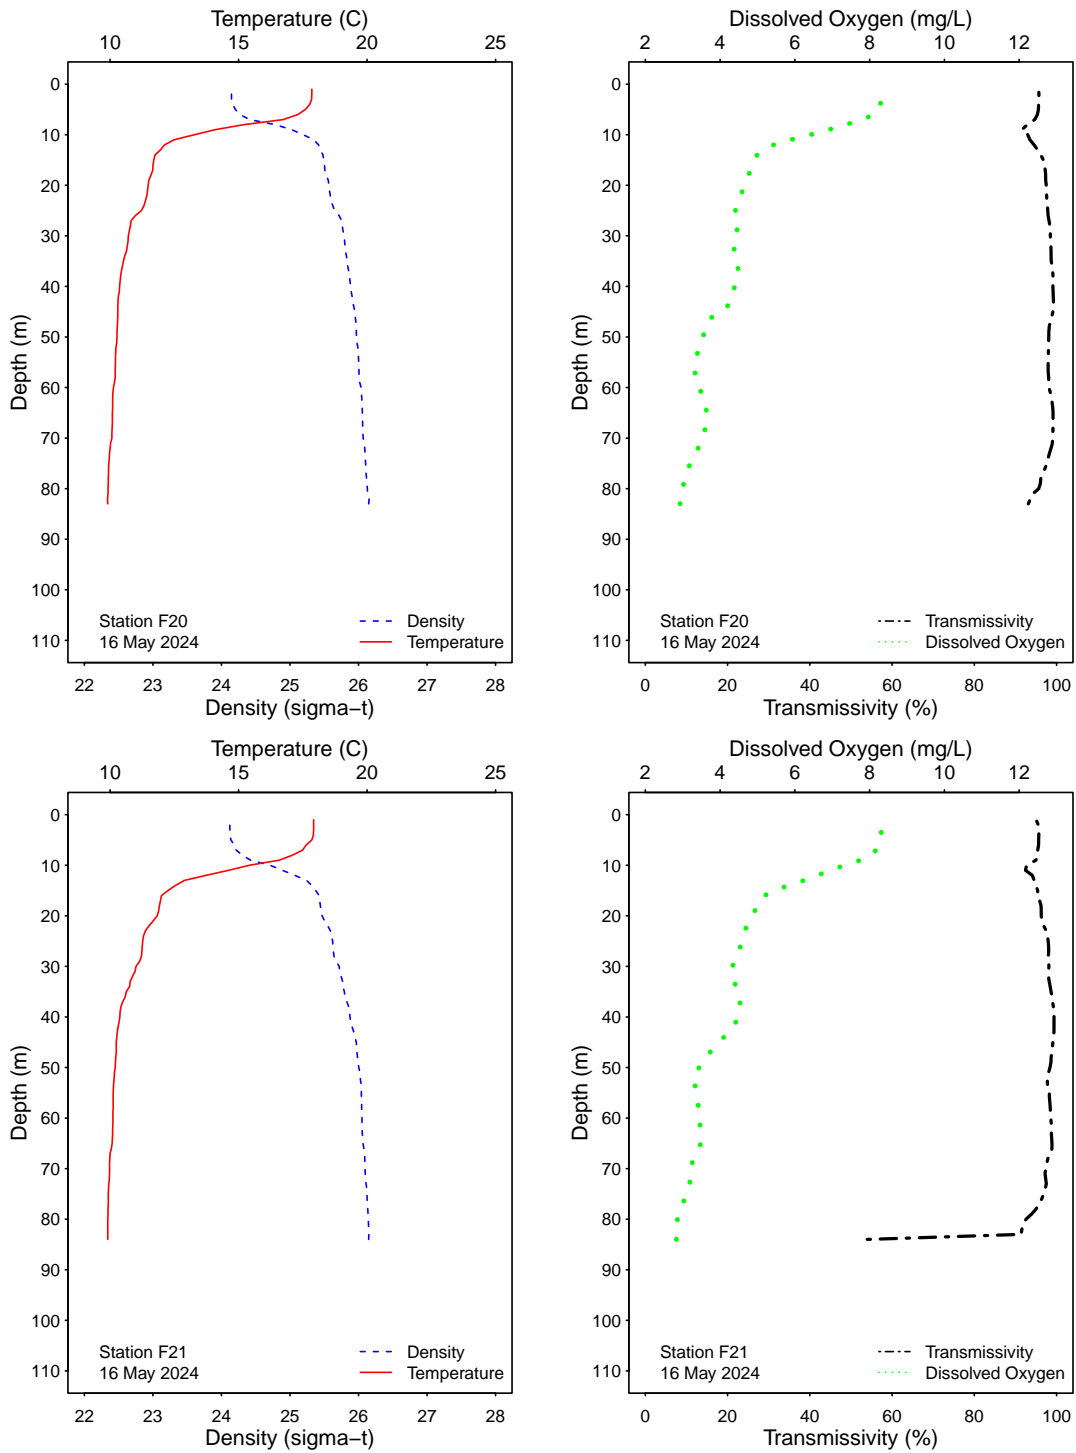 Temperature (C)
10 15 20 25
0
10
20
30
40
50
60
70
80
90
100
110
Depth (m)
Station F20
16 May 2024
Density
Temperature
22 23 24 25 26 27 28
Density (sigma−t)
Dissolved Oxygen (mg/L)
2 4 6 8 10 12
0
10
20
30
40
50
60
70
80
90
100
110
Depth (m)
Station F20
16 May 2024
Transmissivity
Dissolved Oxygen
0 20 40 60 80 100
Transmissivity (%)
Temperature (C)
10 15 20 25
0
10
20
30
40
50
60
70
80
90
100
110
Depth (m)
Station F21
16 May 2024
Density
Temperature
22 23 24 25 26 27 28
Density (sigma−t)
Dissolved Oxygen (mg/L)
2 4 6 8 10 12
0
10
20
30
40
50
60
70
80
90
100
110
Depth (m)
Station F21
16 May 2024
Transmissivity
Dissolved Oxygen
0 20 40 60 80 100
Transmissivity (%)